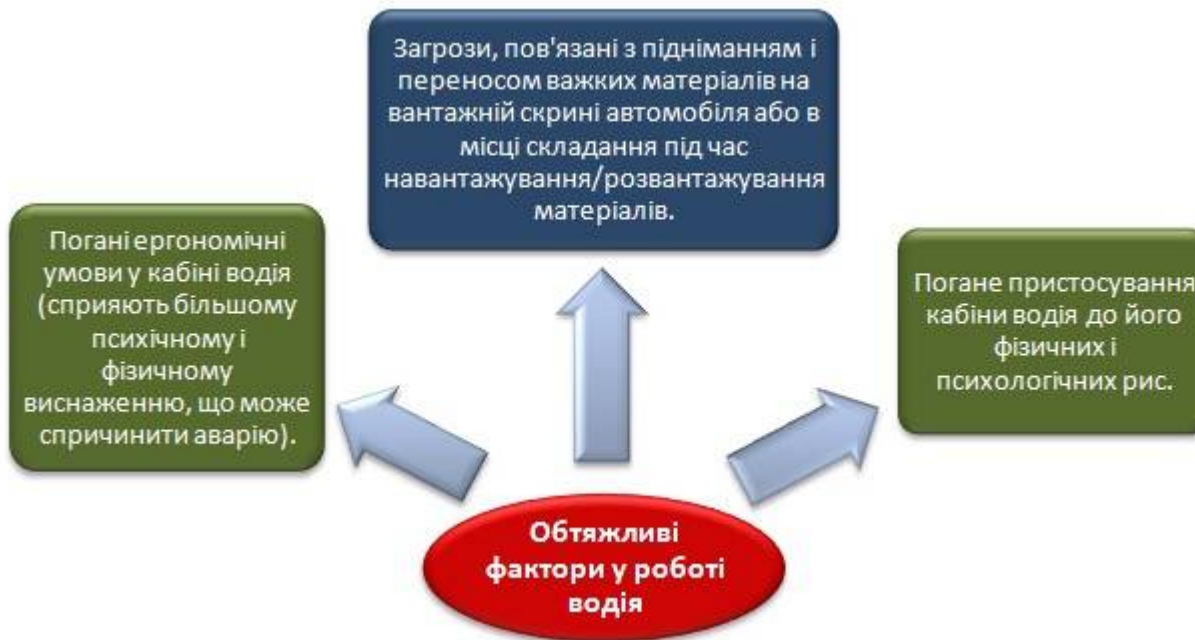 Загрози, пов'язані з підніманням і
переносом важких матеріалів на
вантажній скрині автомобіля або в
місці складання під час
навантажування/розвантажування
матеріалів.
Погані ергономічні
умови у кабіні водія
(сприяють більшому
психічному і
фізичному
виснаженню, що може
спричинити аварію).
Погане пристосування
кабіни водія до його
фізичних і
психологічних рис.
Обтяжливі
фактори у роботі
водія